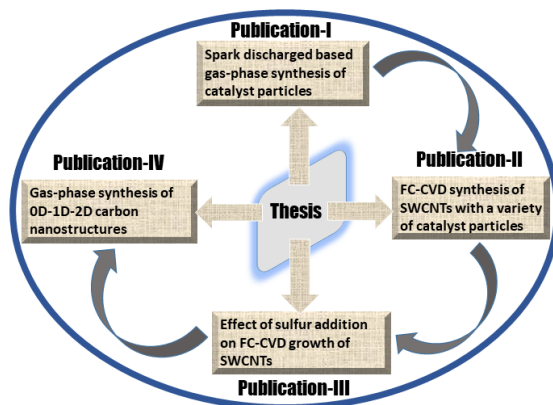 Publication-I
Spark discharged based
gas-phase synthesis of
catalyst particles
Publication-II
FC-CVD synthesis of
SWCNTs with a variety
of catalyst particles
Publication-IV
Gas-phase synthesis of
0D-1D-2D carbon
nanostructures
Thesis
Effect of sulfur addition
on FC-CVD growth of
SWCNTs
Publication-III